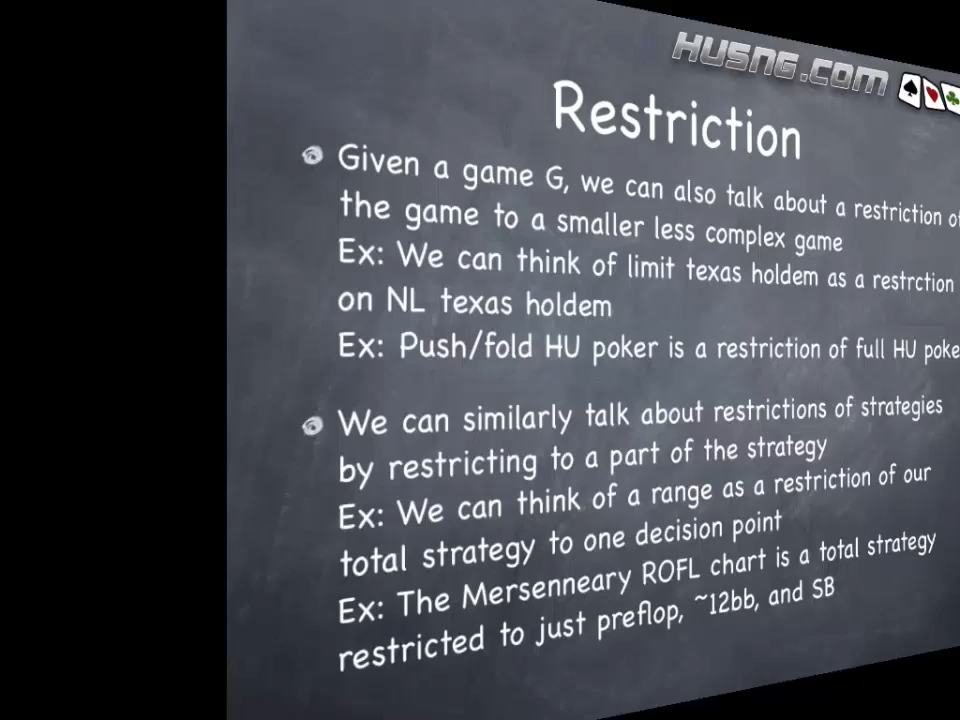 HUSNG.COM
Restriction
Given a game G, we can also talk about a restriction of
the game to a smaller less complex game
Ex: We can think of limit texas holdem as a restrction
on NL texas holdem
Ex: Push/fold HU poker is a restriction of full HU poke
We can similarly talk about restrictions of strategies
by restricting to a part of the strategy
Ex: We can think of a range as a restriction of our
total strategy to one decision point
Ex: The Mersenneary ROFL chart is a total strategy
restricted to just preflop, ~12bb, and SB